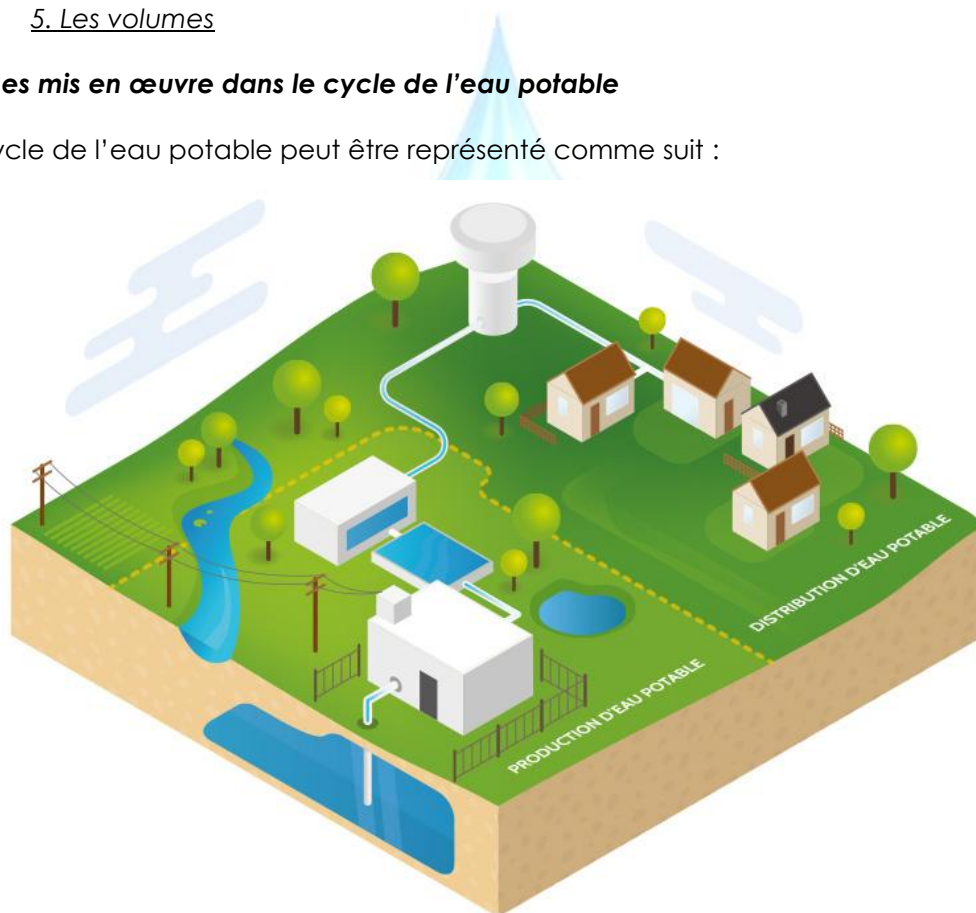 5. Les volumes
es mis en œuvre dans le cycle de l’eau potable
ycle de l’eau potable peut être représenté comme suit :
DISTRIBUTION D'EAU POTABLE
PRODUCTION D'EAU POTABLE